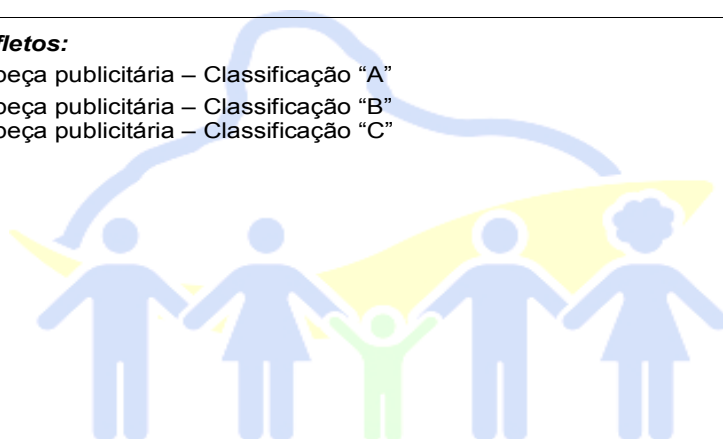 fletos:
peça publicitária – Classificação “A”
peça publicitária – Classificação “B”
peça publicitária – Classificação “C”